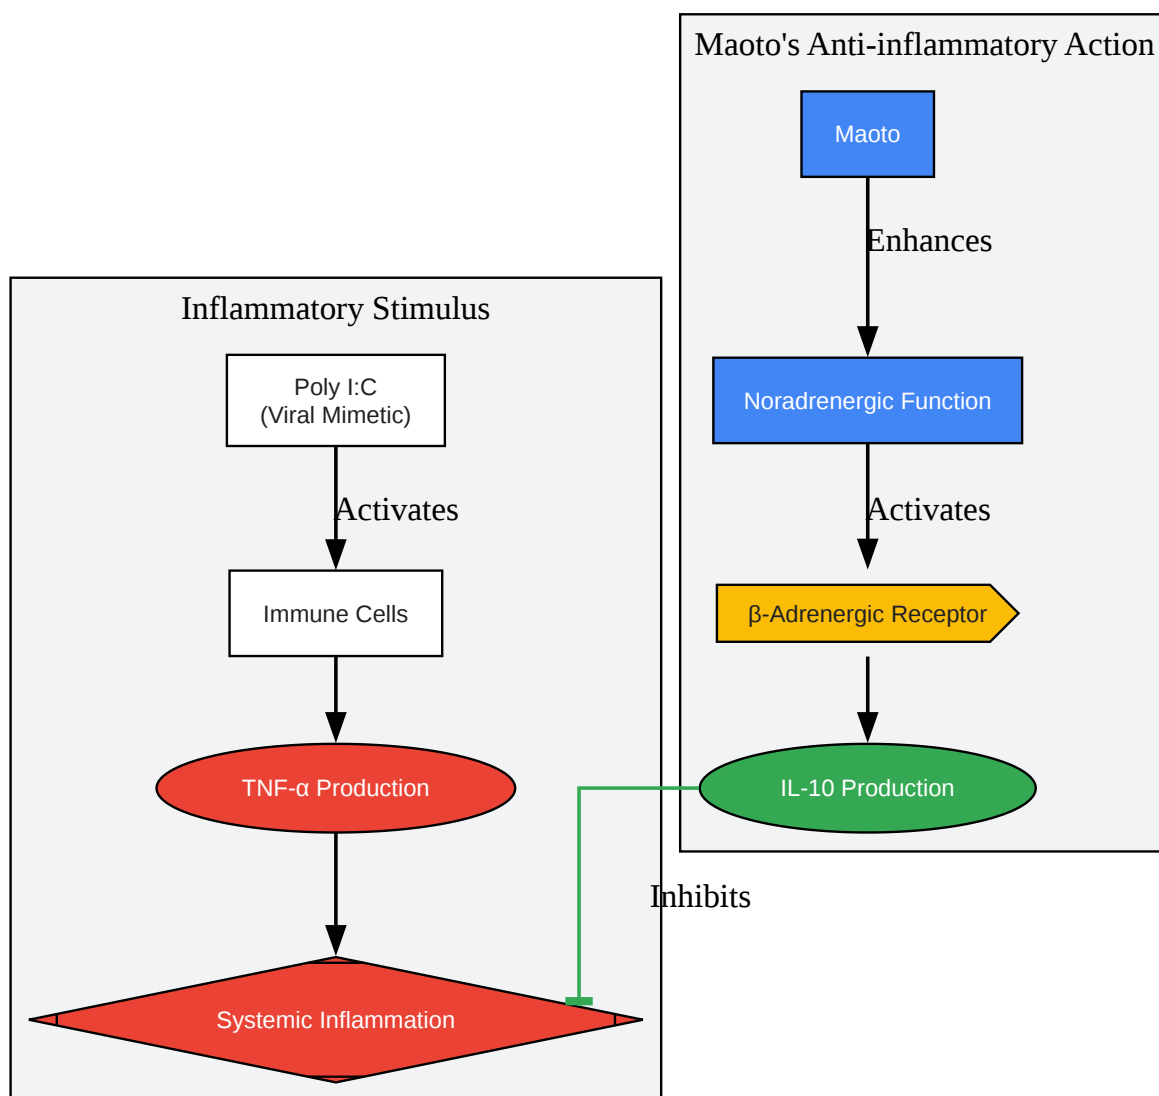 Maoto's Anti-inflammatory Action
Maoto
Enhances
Noradrenergic Function
Activates
β-Adrenergic Receptor
IL-10 Production
Inhibits
Inflammatory Stimulus
Poly I:C
(Viral Mimetic)
Activates
Immune Cells
TNF-α Production
Systemic Inflammation